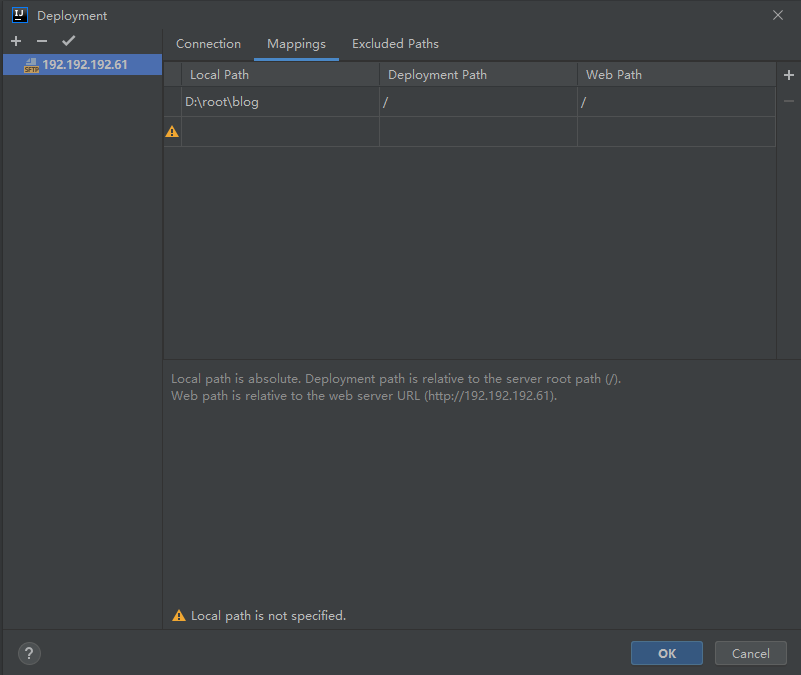 Deployment
192.192.192.61
Connection Mappings Excluded Paths
Local Path Deployment Path Web Path
D:\root\blog / /
Local path is absolute. Deployment path is relative to the server root path (/).
Web path is relative to the web server URL (http://192.192.192.61).
Local path is not specified.
? OK Cancel